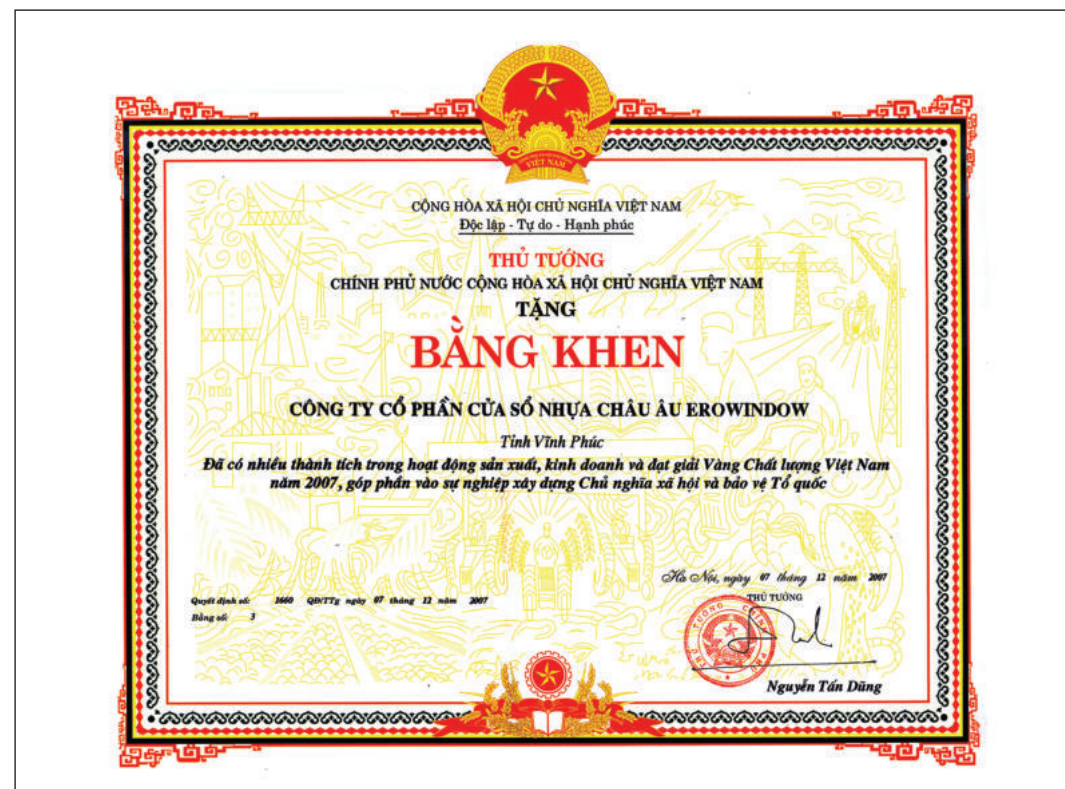 VIỆT NAM
CỘNG HÒA XÃ HỘI CHỦ NGHĨA VIỆT NAM
Độc lập - Tự do - Hạnh phúc
THỦ TƯỚNG
CHÍNH PHỦ NƯỚC CỘNG HÒA XÃ HỘI CHỦ NGHĨA VIỆT NAM
TẶNG
BẰNG KHEN
CÔNG TY CỔ PHẦN CỬA SỔ NHỰA CHÂU ÂU EROWINDOW
Tỉnh Vĩnh Phúc
Đã có nhiều thành tích trong hoạt động sản xuất, kinh doanh và đạt giải Vàng Chất lượng Việt Nam
năm 2007, góp phần vào sự nghiệp xây dựng Chủ nghĩa xã hội và bảo vệ Tổ quốc
Hà Nội, ngày 07 tháng 12 năm 2007
Quyết định số: 1660 QĐ/TTg ngày 07 tháng 12 năm 2007
Bằng số: 3
THỦ TƯỚNG
THỦ TƯỚNG CHÍNH PHỦ
Nguyễn Tấn Dũng